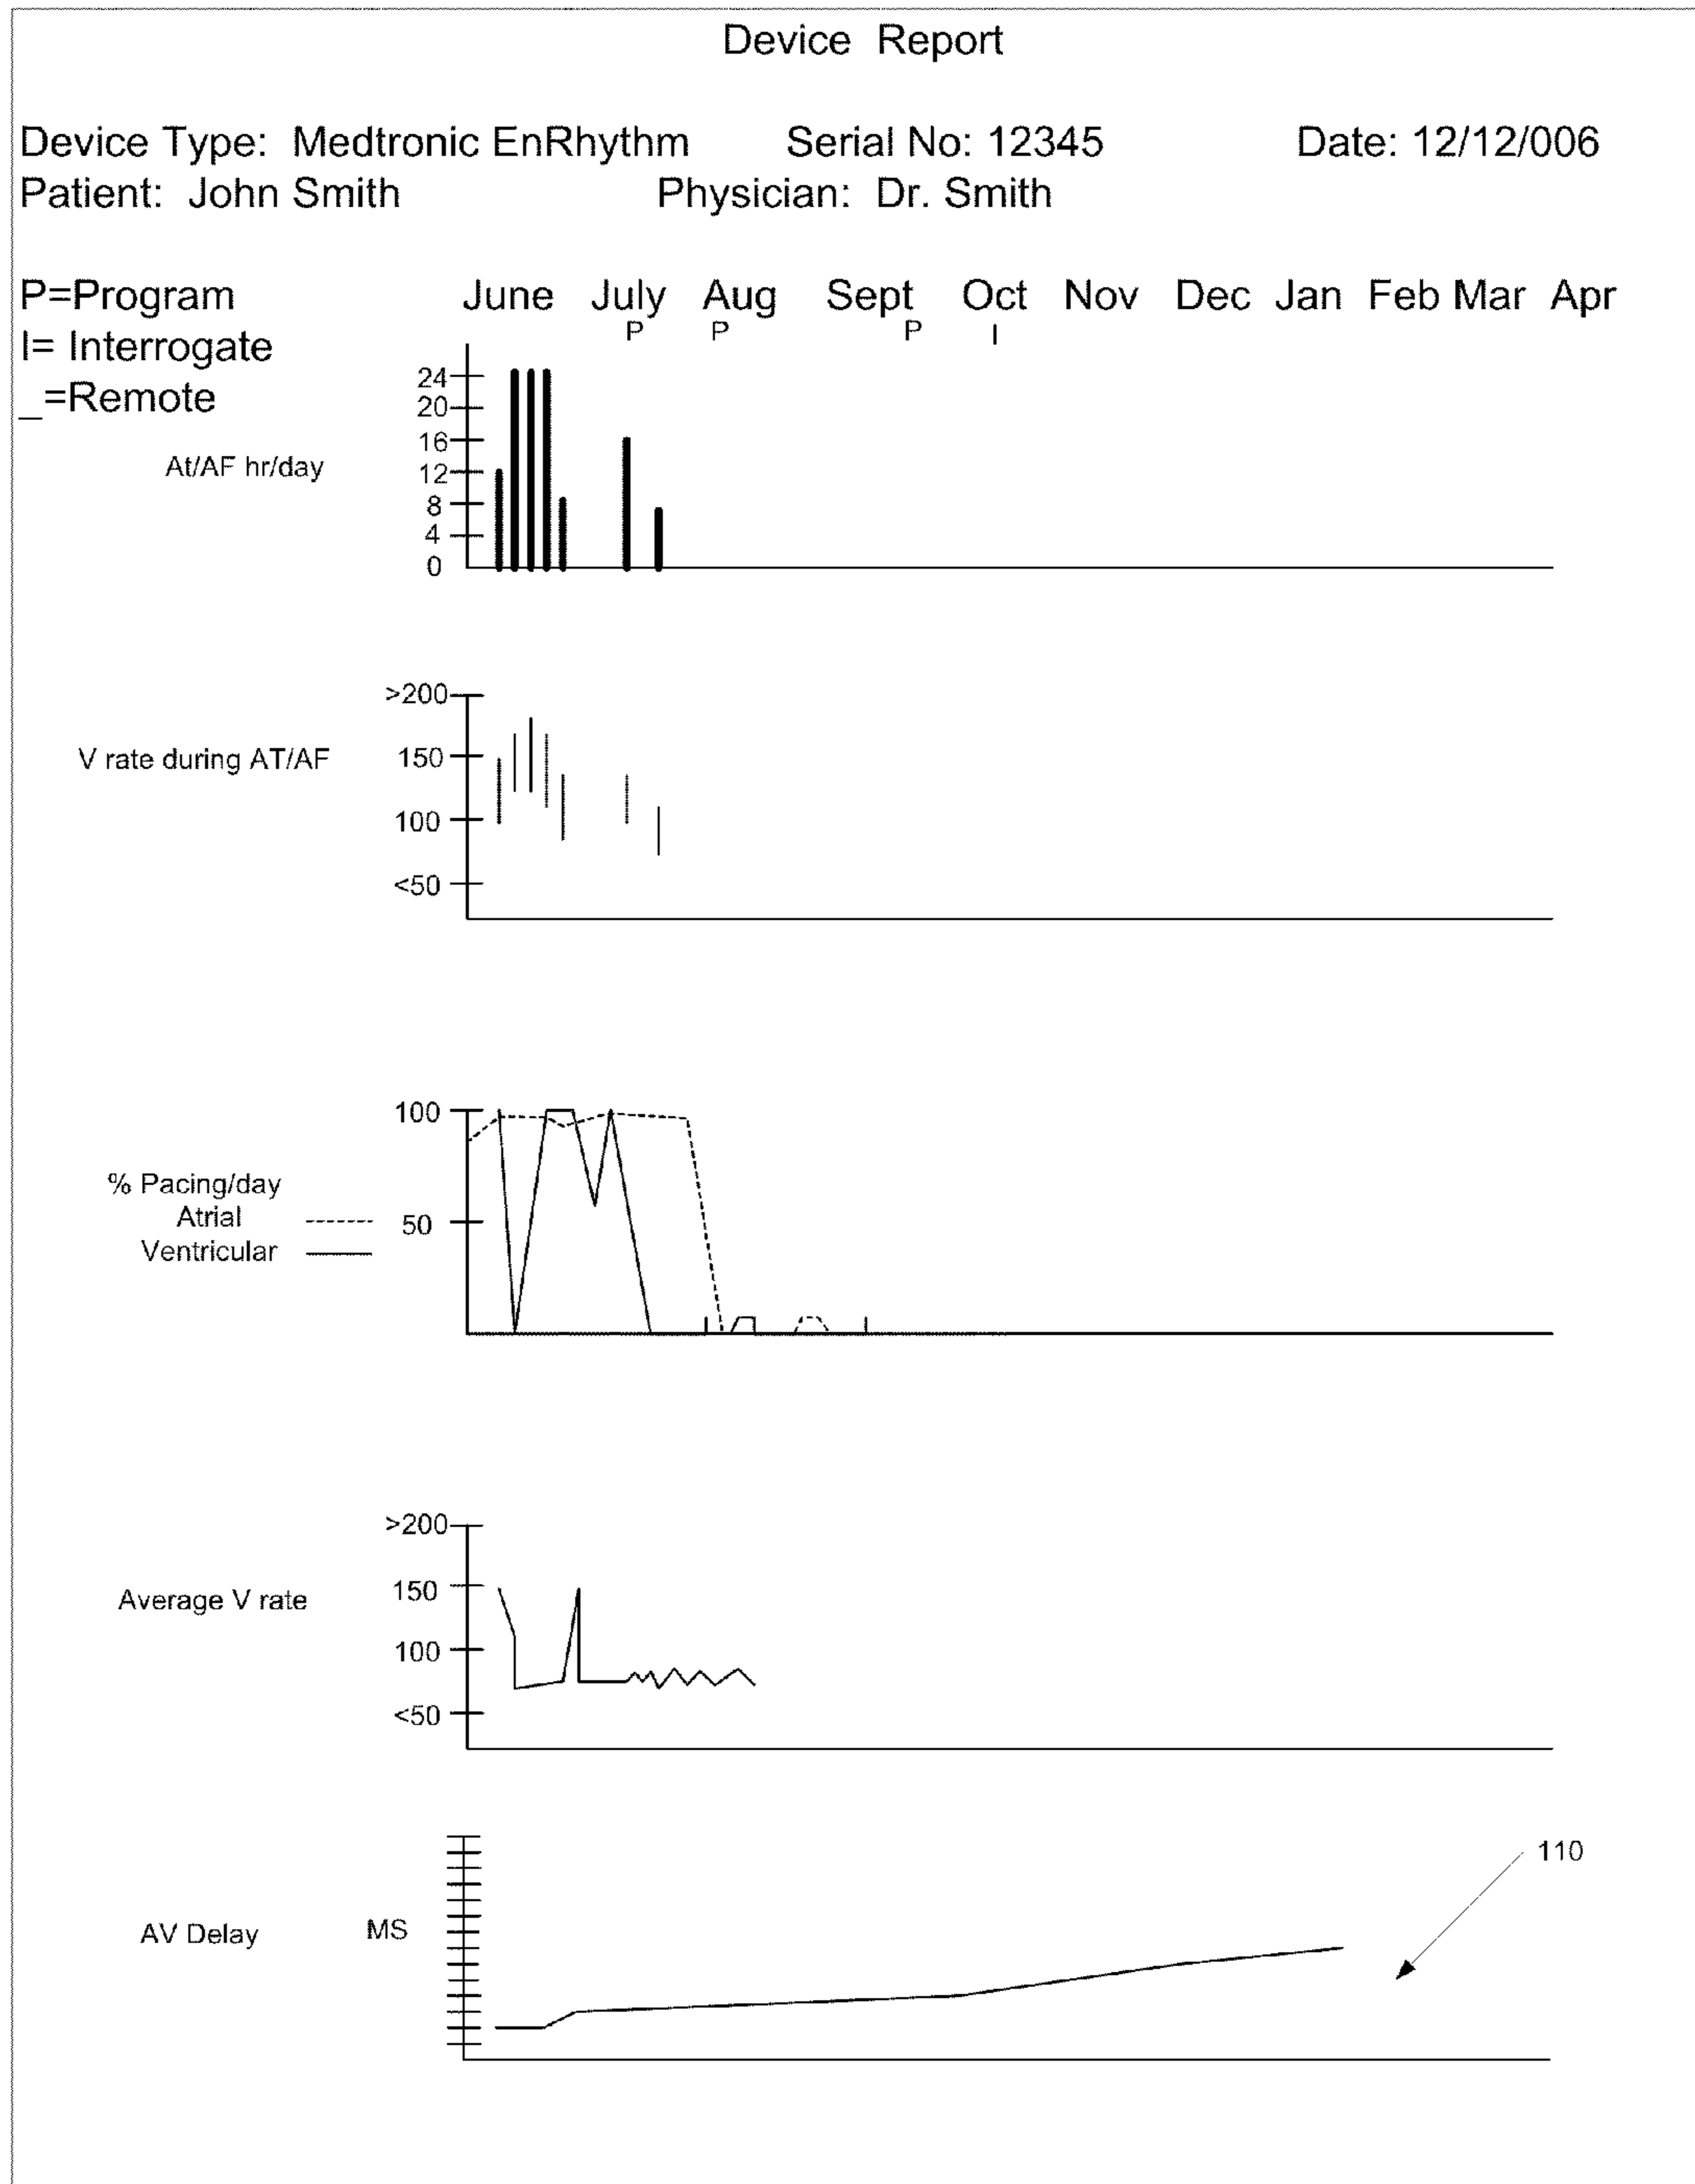 Device Report
Device Type: Medtronic EnRhythm Serial No: 12345 Date: 12/12/006
Patient: John Smith Physician: Dr. Smith
P=Program June July Aug Sept Oct Nov Dec Jan Feb Mar Apr
P P P I
I= Interrogate
_=Remote
At/AF hr/day
24
20
16
12
8
4
0
V rate during AT/AF
>200
150
100
<50
% Pacing/day
Atrial
Ventricular
100
50
Average V rate
>200
150
100
<50
AV Delay MS
110